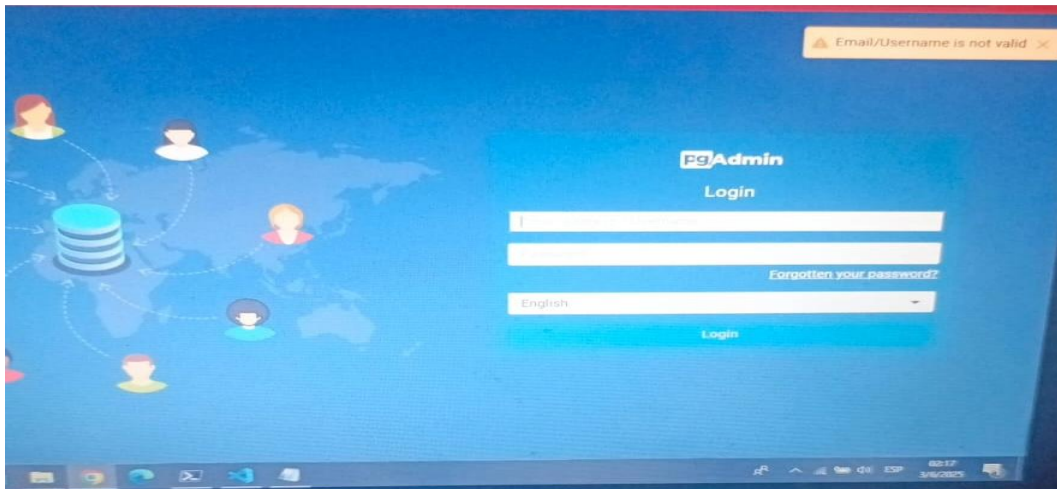 Email/Username is not valid
pgAdmin
Login
Forgotten your password?
English
Login
ESP
02:17
3/6/2025